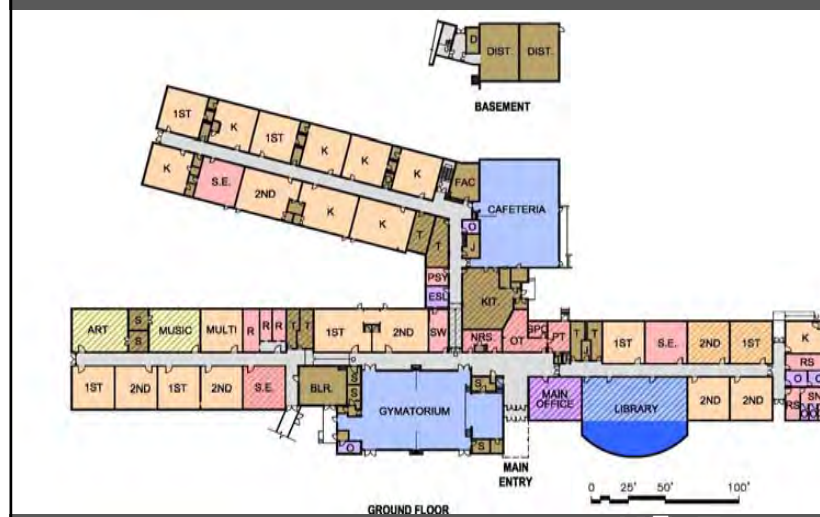 DIST. DIST.
D
BASEMENT
1ST K 1ST K K K
K S.E. 2ND K K
FAC
CAFETERIA
O
T T J
PSY
ESL
KIT.
ART S S MUSIC MULTI R R R T T 1ST 2ND SW NRS. OT SPC PT T J T 1ST S.E. 2ND 1ST K
RS
O O
1ST 2ND 1ST 2ND S.E. BLR. S S GYMATORIUM S MAIN OFFICE LIBRARY 2ND 2ND RS SN
O S
MAIN
ENTRY
0 25' 50' 100'
GROUND FLOOR